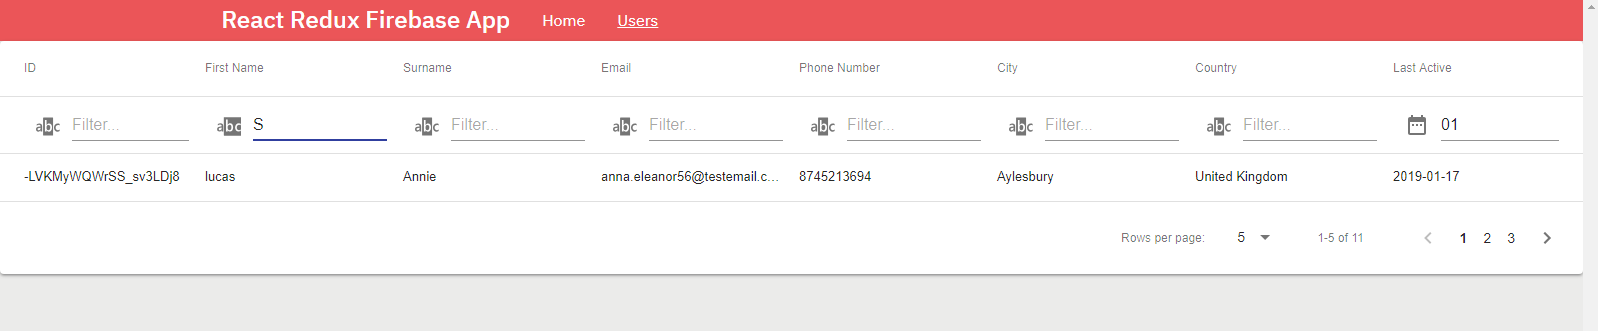 React Redux Firebase App Home Users
ID First Name Surname Email Phone Number City Country Last Active
abc Filter... abc S abc Filter... abc Filter... abc Filter... abc Filter... abc Filter... 01
-LVKMyWQWrSS_sv3LDj8 lucas Annie anna.eleanor56@testemail.c... 8745213694 Aylesbury United Kingdom 2019-01-17
Rows per page: 5 1-5 of 11 1 2 3